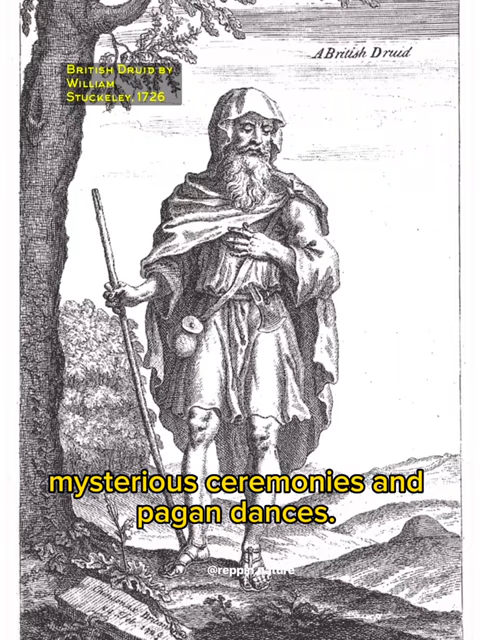 A British Druid
British Druid by
William
Stuckeley, 1726
mysterious ceremonies and
pagan dances.